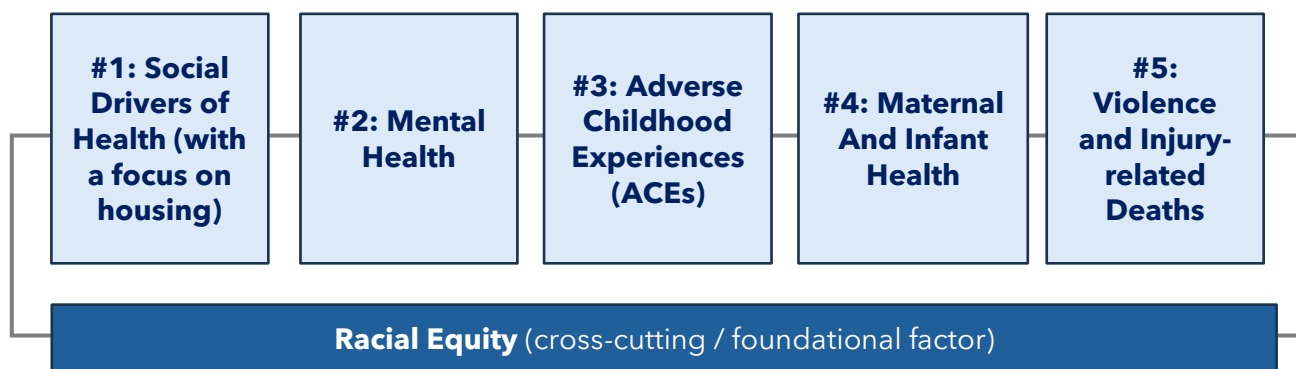 #1: Social
Drivers of
Health (with
a focus on
housing)
#2: Mental
Health
#3: Adverse
Childhood
Experiences
(ACEs)
#4: Maternal
And Infant
Health
#5:
Violence
and Injury-
related
Deaths
Racial Equity (cross-cutting / foundational factor)